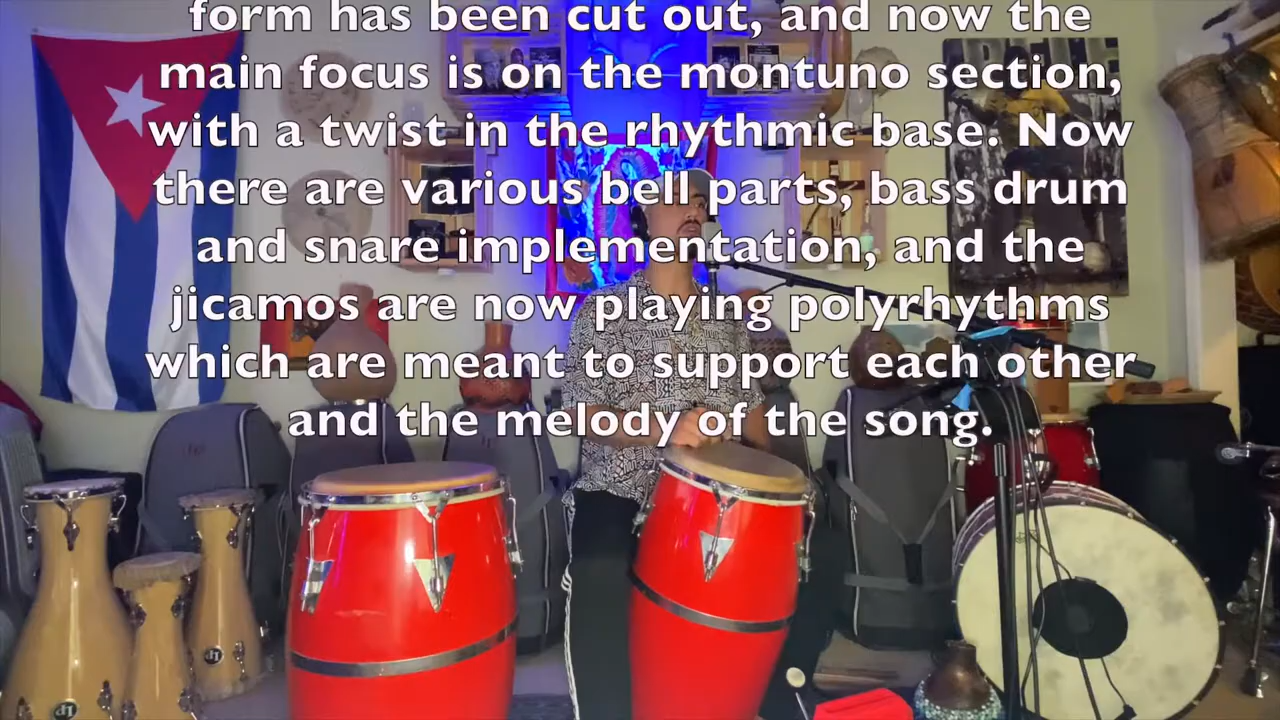 form has been cut out, and now the
main focus is on the montuno section,
with a twist in the rhythmic base. Now
there are various bell parts, bass drum
and snare implementation, and the
jicamos are now playing polyrhythms
which are meant to support each other
and the melody of the song.
LP
LP